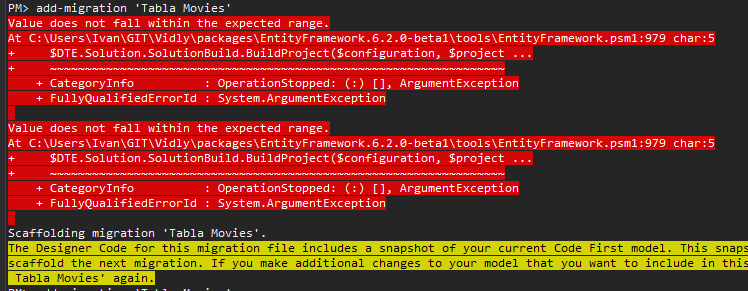 PM> add-migration 'Tabla Movies'
Value does not fall within the expected range.
At C:\Users\Ivan\GIT\Vidly\packages\EntityFramework.6.2.0-beta1\tools\EntityFramework.psm1:979 char:5
+     $DTE.Solution.SolutionBuild.BuildProject($configuration, $project ...
+     ~~~~~~~~~~~~~~~~~~~~~~~~~~~~~~~~~~~~~~~~~~~~~~~~~~~~~~~~~~~~~~~~~
    + CategoryInfo          : OperationStopped: (:) [], ArgumentException
    + FullyQualifiedErrorId : System.ArgumentException
Value does not fall within the expected range.
At C:\Users\Ivan\GIT\Vidly\packages\EntityFramework.6.2.0-beta1\tools\EntityFramework.psm1:979 char:5
+     $DTE.Solution.SolutionBuild.BuildProject($configuration, $project ...
+     ~~~~~~~~~~~~~~~~~~~~~~~~~~~~~~~~~~~~~~~~~~~~~~~~~~~~~~~~~~~~~~~~~
    + CategoryInfo          : OperationStopped: (:) [], ArgumentException
    + FullyQualifiedErrorId : System.ArgumentException
Scaffolding migration 'Tabla Movies'.
The Designer Code for this migration file includes a snapshot of your current Code First model. This snaps
scaffold the next migration. If you make additional changes to your model that you want to include in this
Tabla Movies' again.